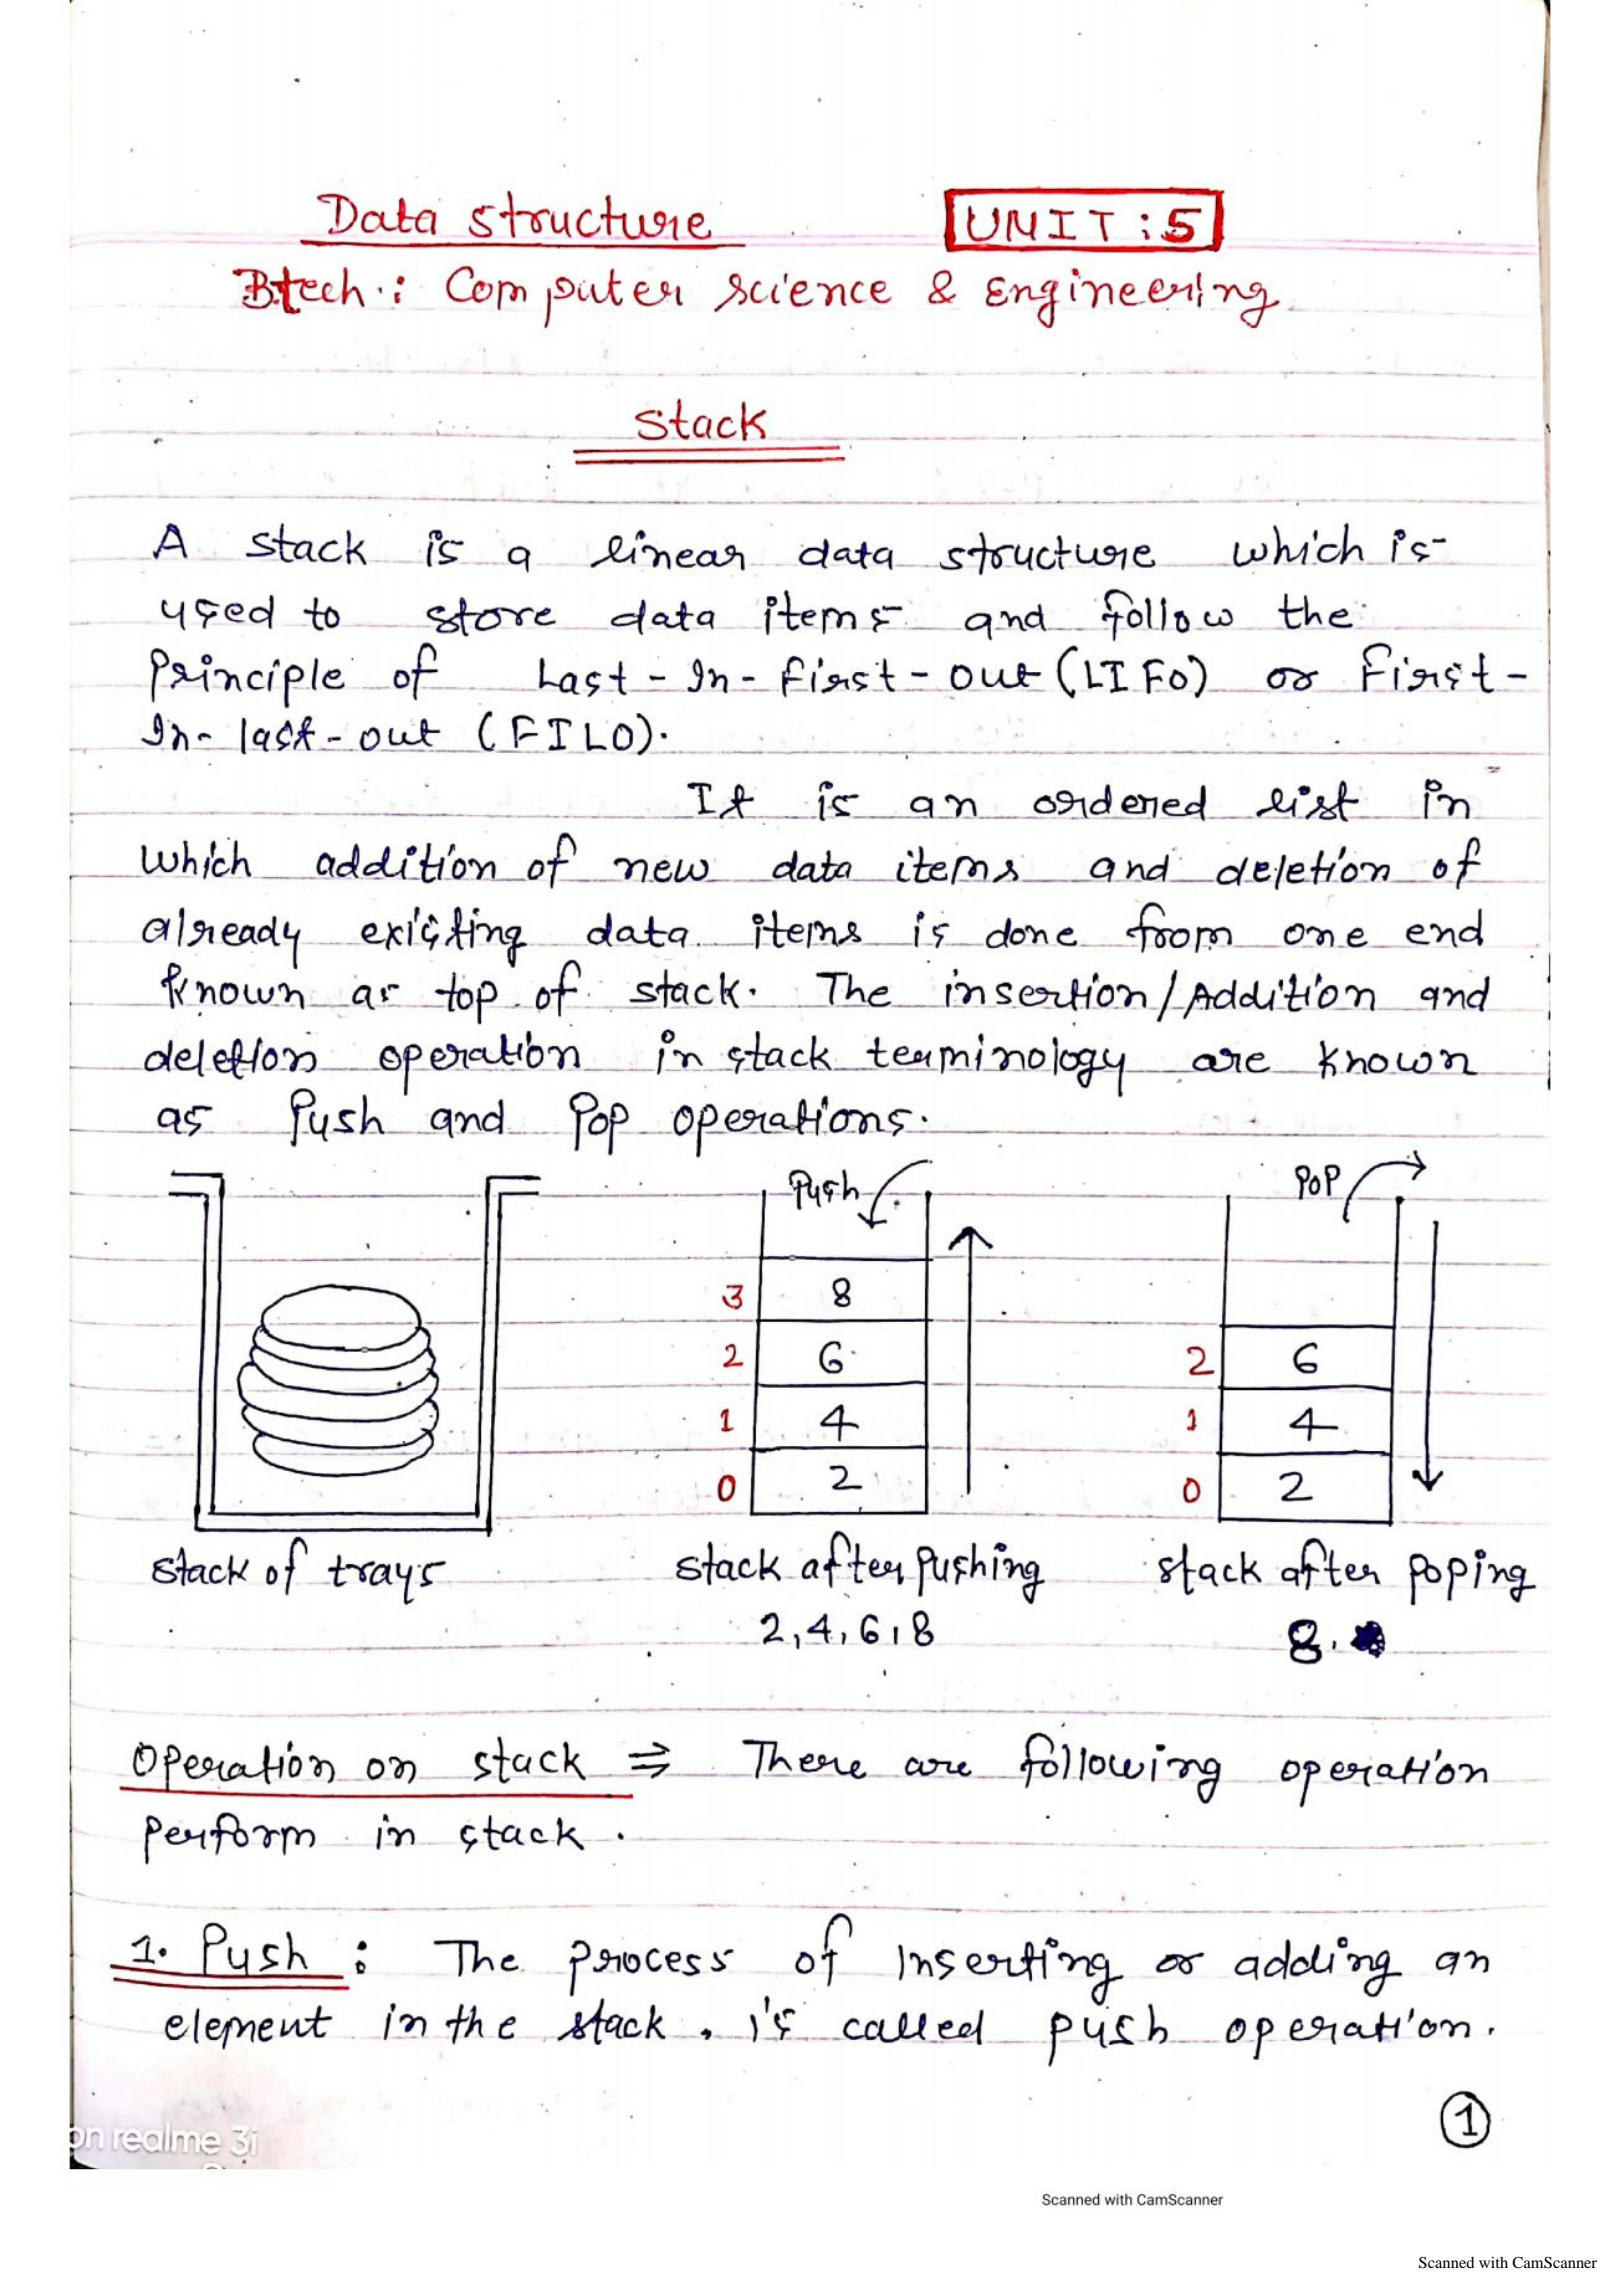 Data structure UNIT : 5
Btech : Computer science & Engineering
Stack
A stack is a linear data structure which is
used to store data items and follow the
Principle of Last - In - first - out (LIFO) or First -
In - last - out (FILO).
It is an ordered list in
which addition of new data items and deletion of
already existing data items is done from one end
known as top of stack. The insertion / Addition and
deletion operation in stack terminology are known
as Push and Pop operations.
Push POP
3 8
2 6 2 6
1 4 1 4
0 2 0 2
stack of trays stack after pushing stack after poping
2, 4, 6, 8 8.
Operation on stack ⇒ There are following operation
perform in stack .
1. Push : The process of Inserting or adding an
element in the stack . is called push operation.
1
on realme 3i
Scanned with CamScanner
Scanned with CamScanner